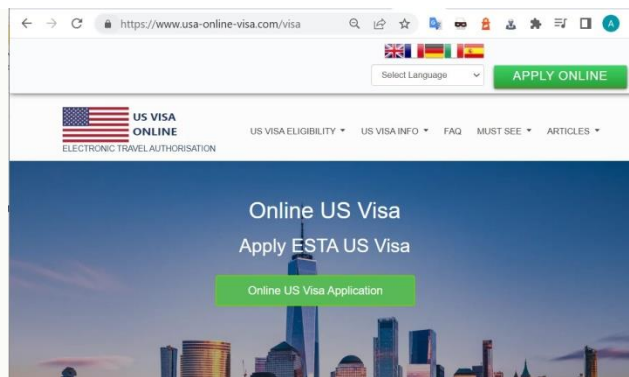 https://www.usa-online-visa.com/visa
A
Select Language
APPLY ONLINE
US VISA
ONLINE
ELECTRONIC TRAVEL AUTHORISATION
US VISA ELIGIBILITY US VISA INFO FAQ MUST SEE ARTICLES
Online US Visa
Apply ESTA US Visa
Online US Visa Application